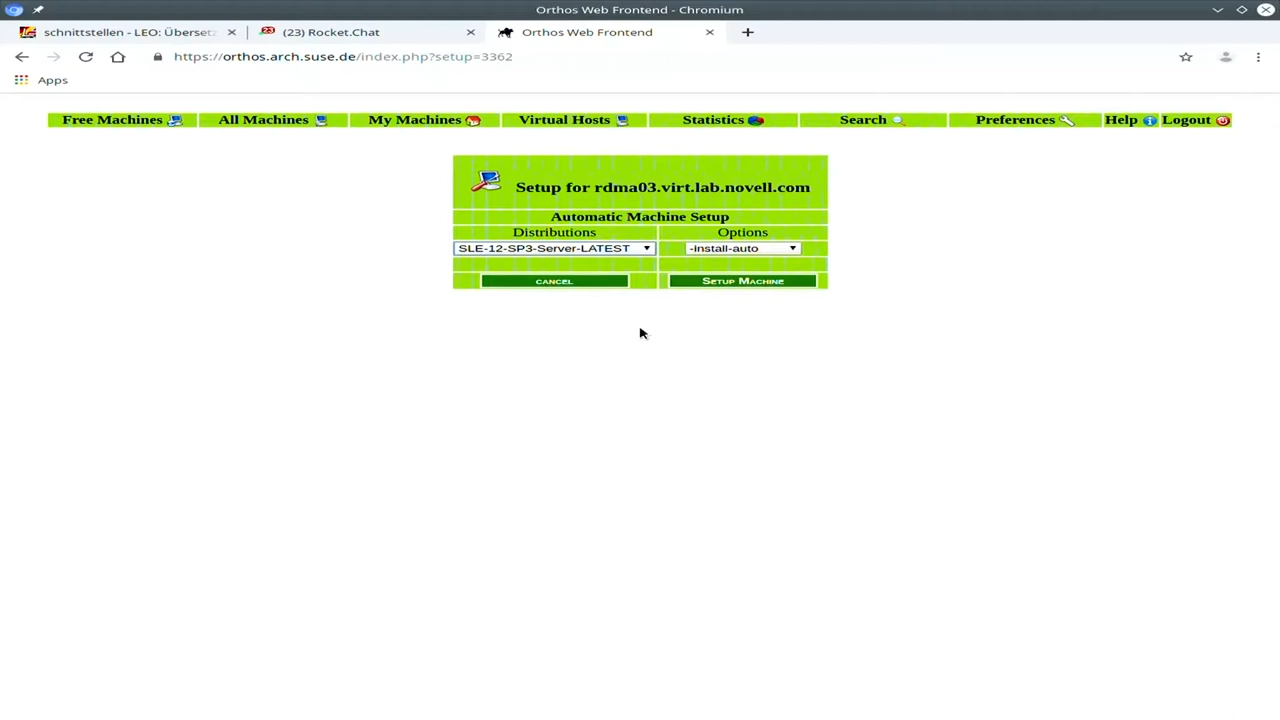 Orthos Web Frontend - Chromium
schnittstellen - LEO: Übersetz
(23) Rocket.Chat
Orthos Web Frontend
https://orthos.arch.suse.de/index.php?setup=3362
Apps
Free Machines All Machines My Machines Virtual Hosts Statistics Search Preferences Help Logout
Setup for rdma03.virt.lab.novell.com
Automatic Machine Setup
Distributions Options
SLE-12-SP3-Server-LATEST -install-auto
CANCEL SETUP MACHINE